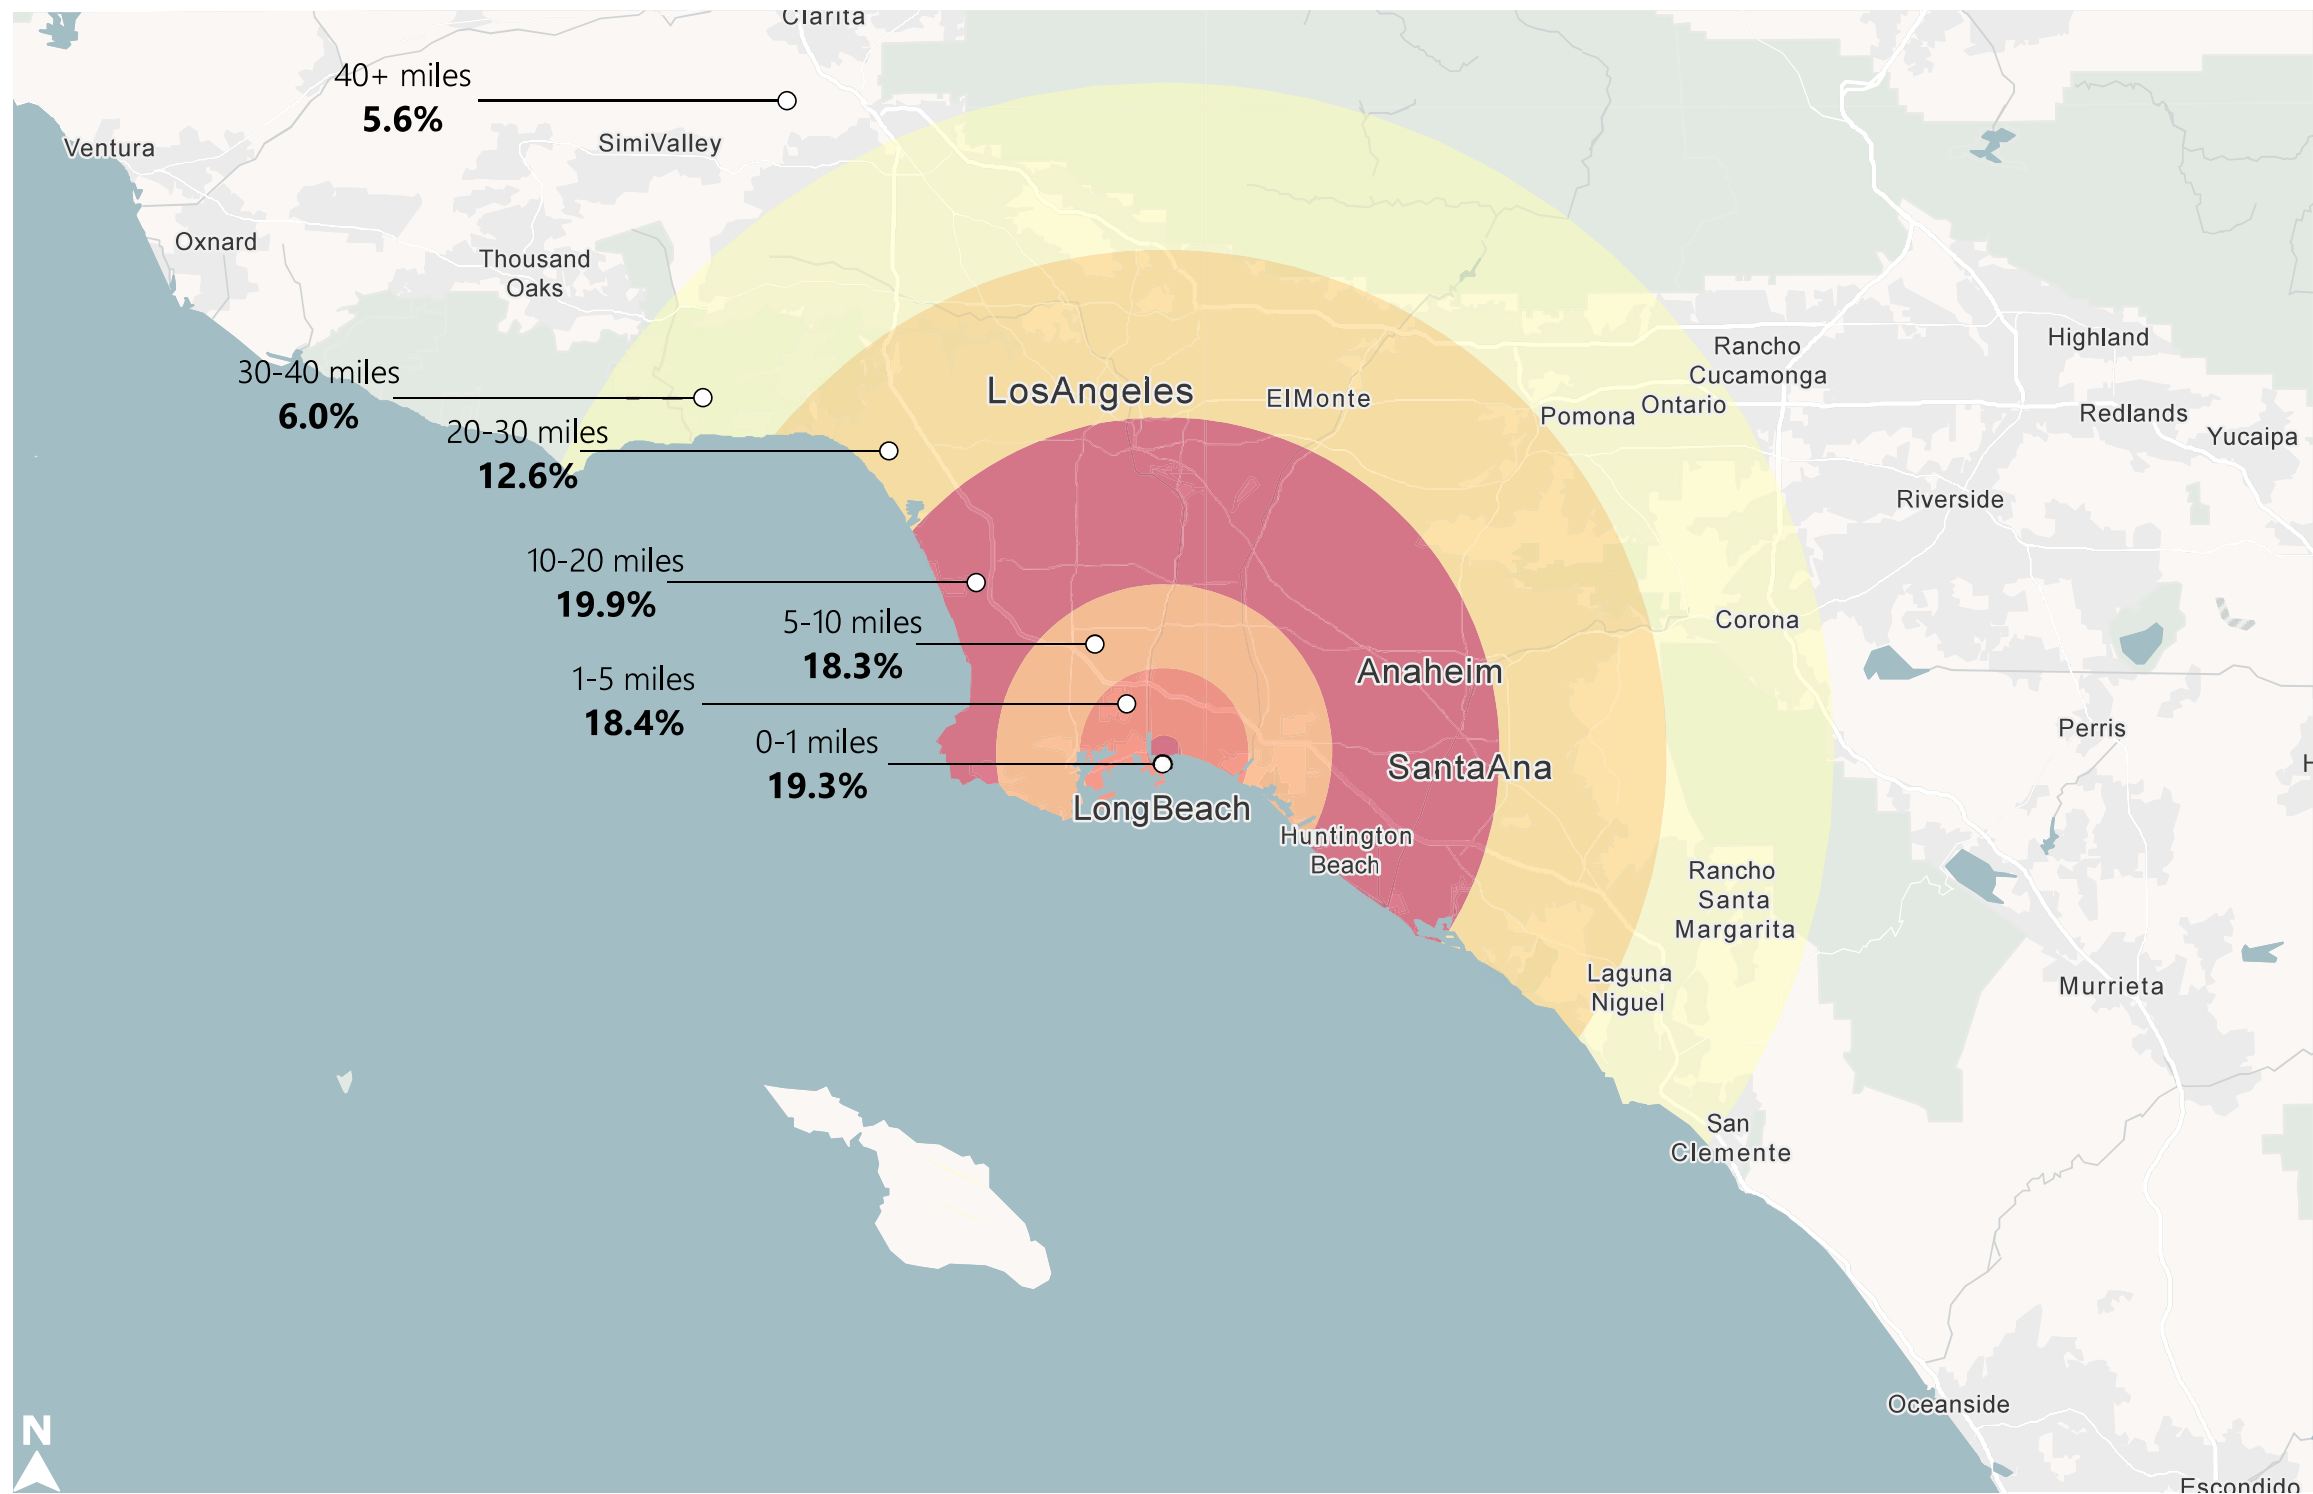 Clarita
40+ miles
5.6%
Ventura
SimiValley
Oxnard
Thousand
Oaks
30-40 miles
6.0%
20-30 miles
12.6%
LosAngeles
ElMonte
Pomona
Ontario
Rancho
Cucamonga
Highland
Redlands
Yucaipa
Riverside
10-20 miles
19.9%
5-10 miles
18.3%
1-5 miles
18.4%
0-1 miles
19.3%
Corona
Anaheim
SantaAna
LongBeach
Huntington
Beach
Perris
H
Rancho
Santa
Margarita
Laguna
Niguel
Murrieta
San
Clemente
Oceanside
Escondido
N